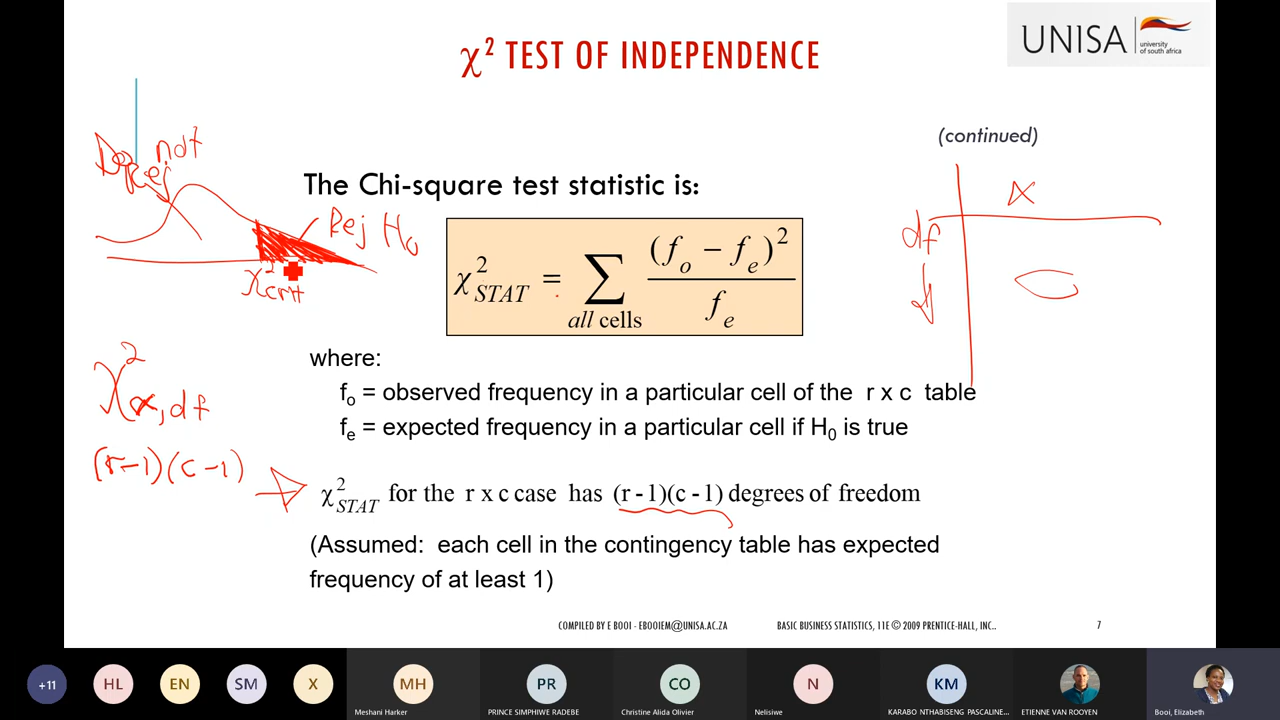 χ² TEST OF INDEPENDENCE
UNISA
university
of south africa
(continued)
not
Rej
The Chi-square test statistic is:
α
Rej H₀
df
χ²crit
χ²STAT = ∑ all cells (fo − fe)² / fe
where:
fo = observed frequency in a particular cell of the r x c table
fe = expected frequency in a particular cell if H0 is true
χ²α, df
(r-1)(c-1)
χ²STAT for the r x c case has (r - 1)(c - 1) degrees of freedom
(Assumed: each cell in the contingency table has expected
frequency of at least 1)
COMPILED BY E BOOI - EBOOIEM@UNISA.AC.ZA
BASIC BUSINESS STATISTICS, 11E © 2009 PRENTICE-HALL, INC..
7
+11
HL
EN
SM
X
MH
PR
CO
N
KM
Meshani Harker
PRINCE SIMPHIWE RADEBE
Christine Alida Olivier
Nelisiwe
KARABO NTHABISENG PASCALINE...
ETIENNE VAN ROOYEN
Booi, Elizabeth